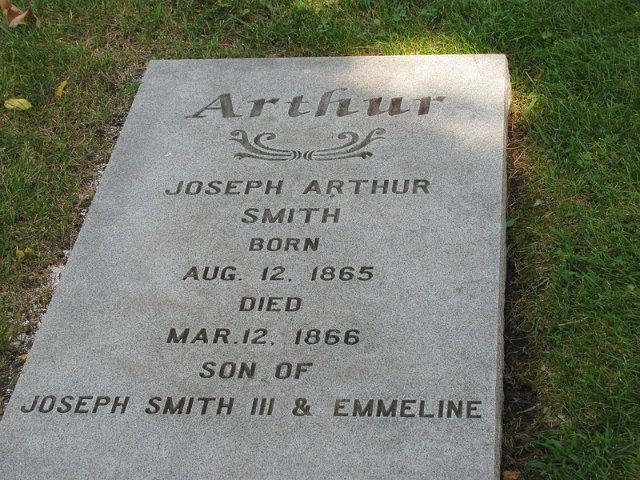 Arthur
JOSEPH ARTHUR
SMITH
BORN
AUG. 12, 1865
DIED
MAR.12, 1866
SON OF
JOSEPH SMITH III & EMMELINE